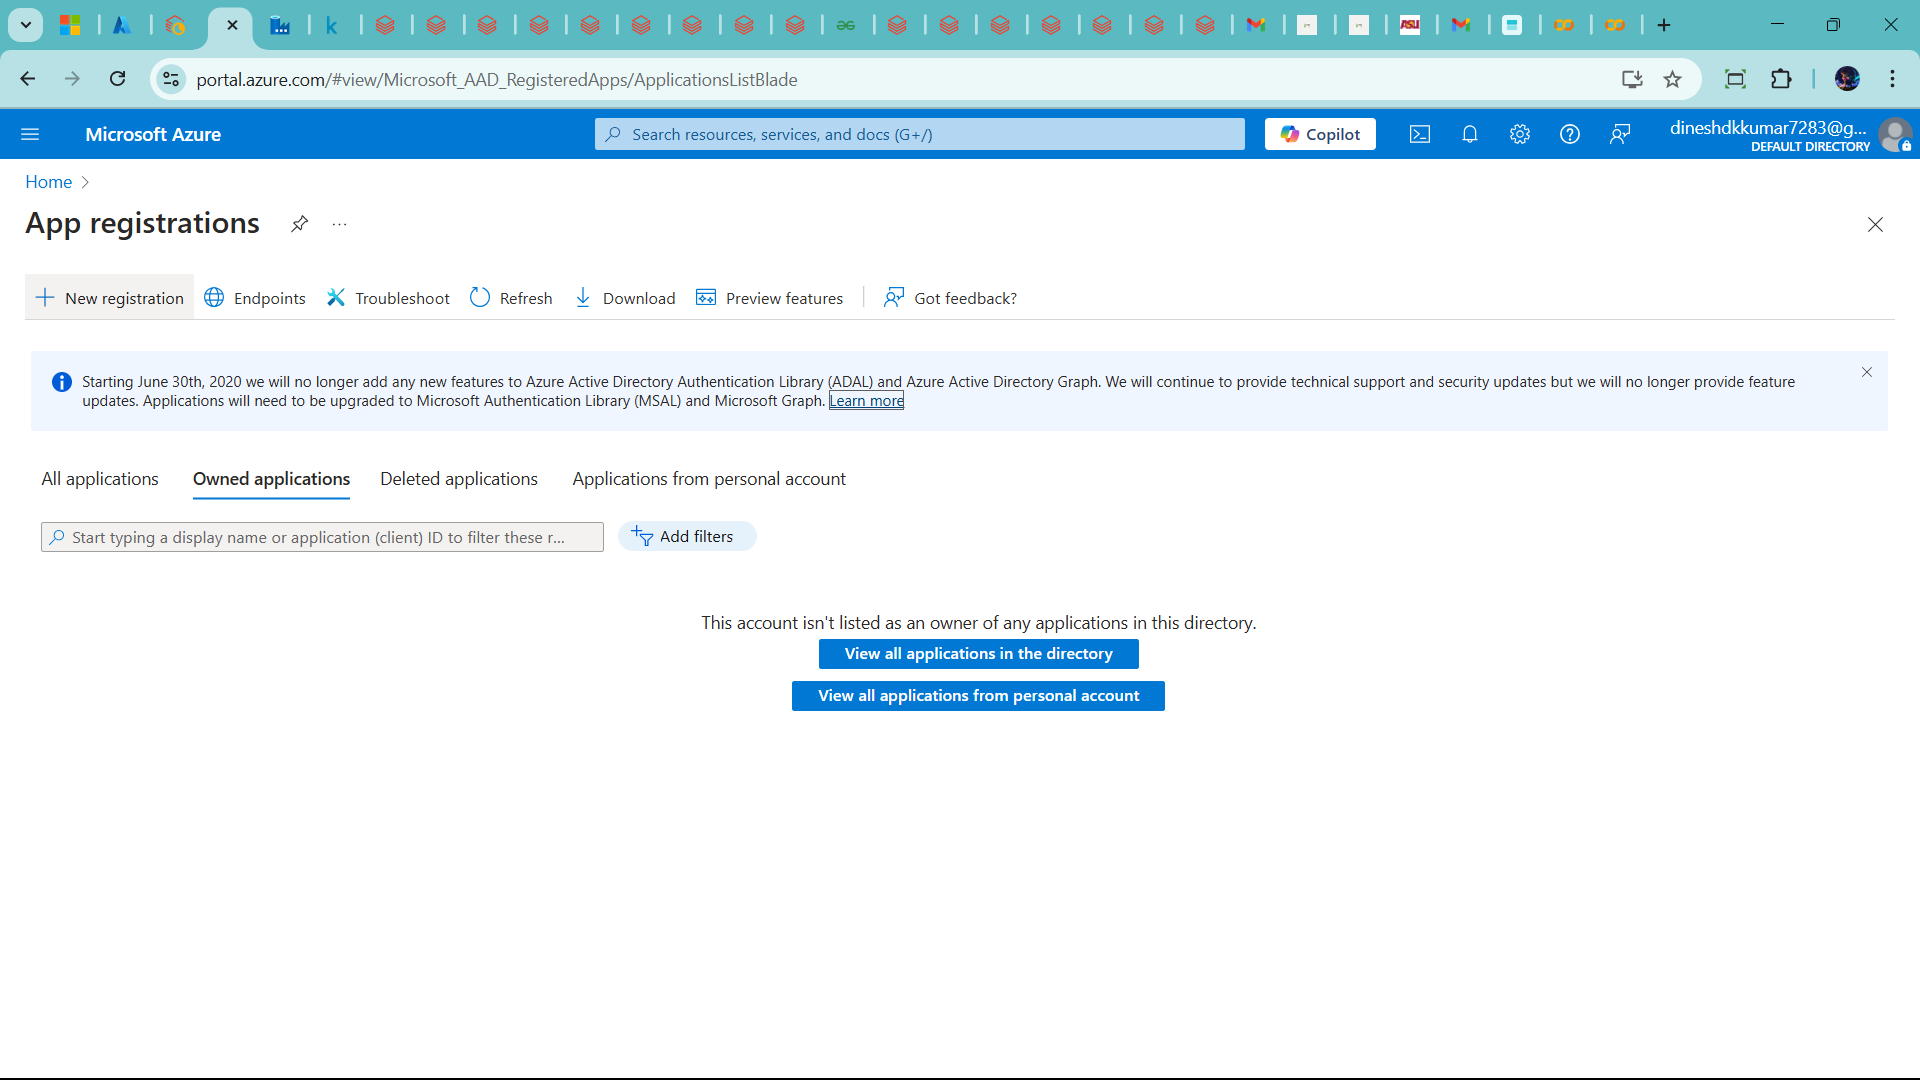 k
ASU
portal.azure.com/#view/Microsoft_AAD_RegisteredApps/ApplicationsListBlade
Microsoft Azure
Search resources, services, and docs (G+/)
Copilot
dineshdkkumar7283@g...
DEFAULT DIRECTORY
Home
App registrations
New registration
Endpoints
Troubleshoot
Refresh
Download
Preview features
Got feedback?
Starting June 30th, 2020 we will no longer add any new features to Azure Active Directory Authentication Library (ADAL) and Azure Active Directory Graph. We will continue to provide technical support and security updates but we will no longer provide feature
updates. Applications will need to be upgraded to Microsoft Authentication Library (MSAL) and Microsoft Graph. Learn more
All applications
Owned applications
Deleted applications
Applications from personal account
Start typing a display name or application (client) ID to filter these r...
Add filters
This account isn't listed as an owner of any applications in this directory.
View all applications in the directory
View all applications from personal account